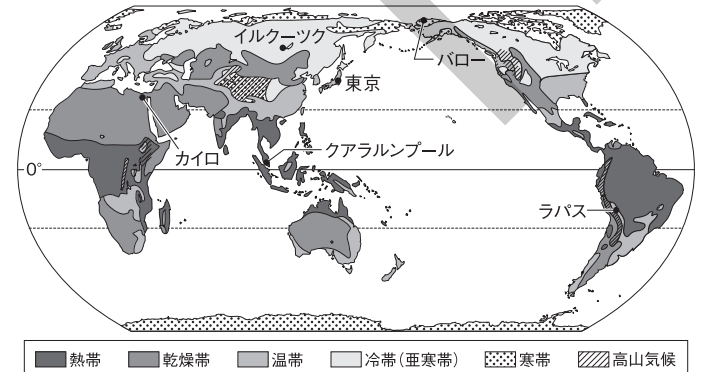 イルクーツク
バロー
東京
カイロ
クアラルンプール
0°
ラパス
熱帯 乾燥帯 温帯 冷帯(亜寒帯) 寒帯 高山気候